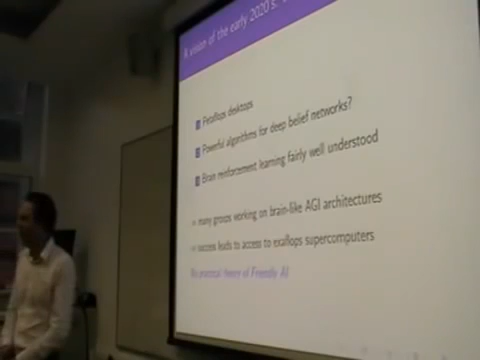 A vision of the early 2020's:
Petaflops desktops
Powerful algorithms for deep belief networks?
Brain reinforcement learning fairly well understood
⇒ many groups working on brain-like AGI architectures
⇒ success leads to access to exaflops supercomputers
No practical theory of Friendly AI